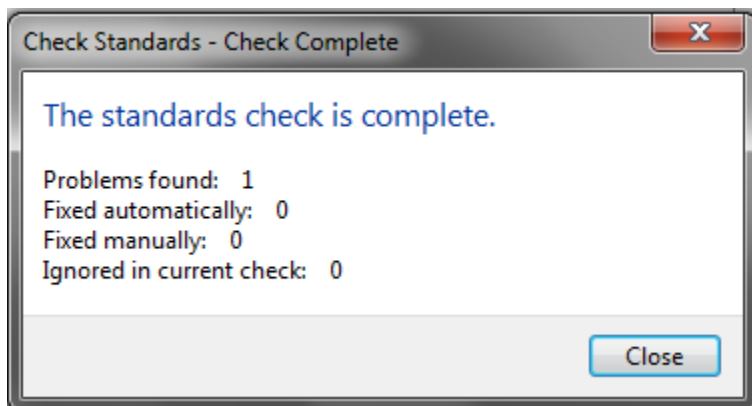 Check Standards - Check Complete
The standards check is complete.
Problems found: 1
Fixed automatically: 0
Fixed manually: 0
Ignored in current check: 0
Close